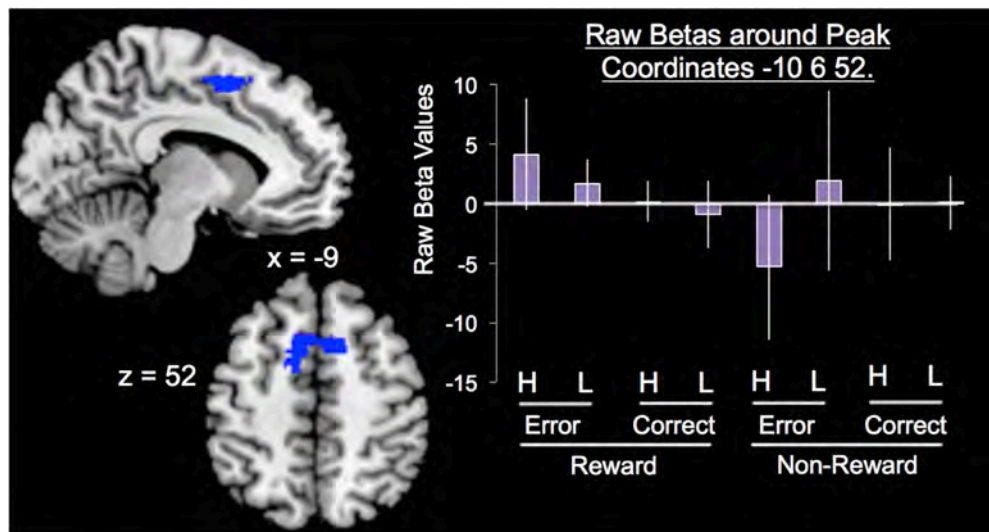 x = -9
z = 52
Raw Betas around Peak
Coordinates -10 6 52.
Raw Beta Values
10
5
0
-5
-10
-15
H L H L H L H L
Error Correct Error Correct
Reward Non-Reward